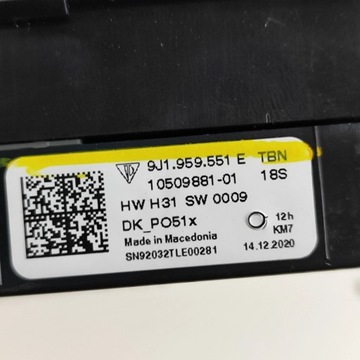 9J1.959.551 E TBN
10509881-01 18S
HW H31 SW 0009
DK_PO51x 12h
Made in Macedonia KM7
SN92032TLE00281 14.12.2020